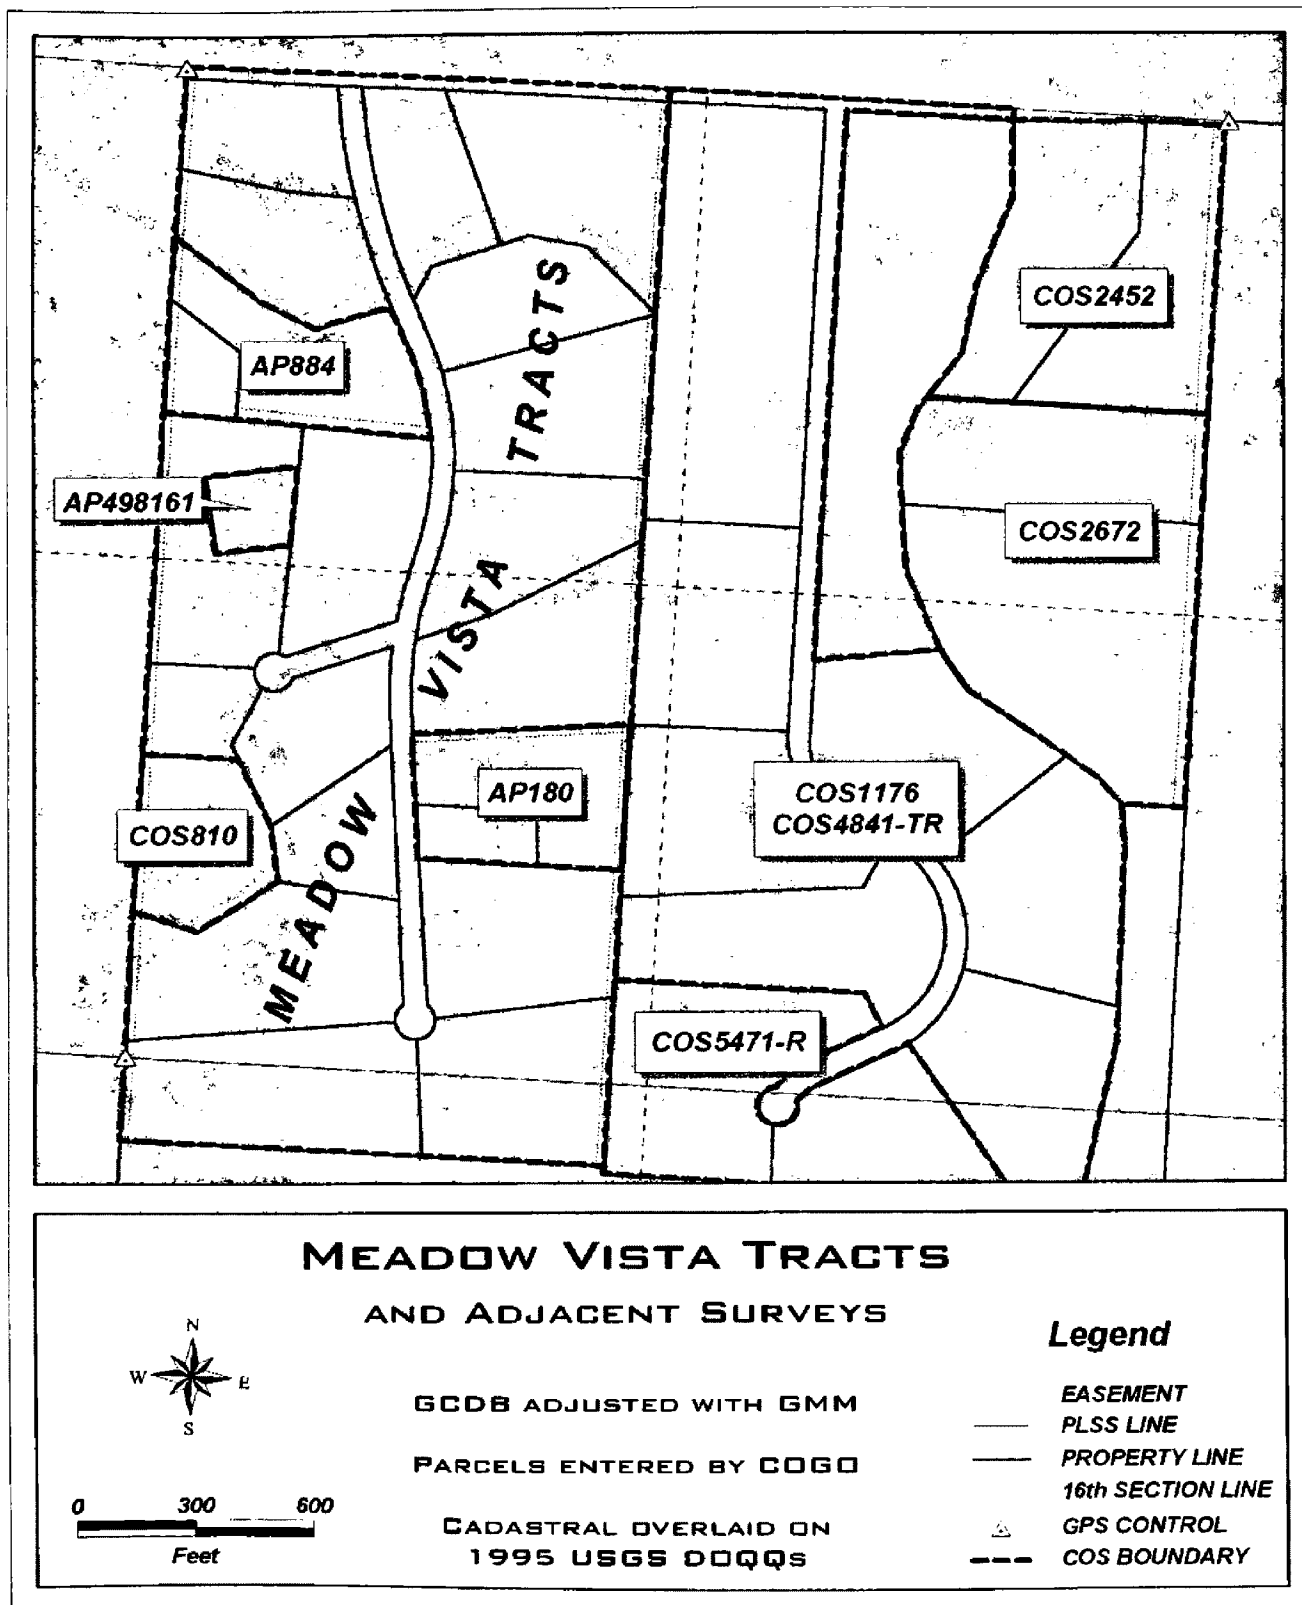 COS2452
AP884
TRACTS
AP498161
COS2672
VISTA
AP180
COS1176
COS4841-TR
COS810
MEADOW
COS5471-R
MEADOW VISTA TRACTS
AND ADJACENT SURVEYS
N
W E
S
GCDB ADJUSTED WITH GMM
PARCELS ENTERED BY COGO
CADASTRAL OVERLAID ON
1995 USGS DOQQS
0 300 600
Feet
Legend
EASEMENT
PLSS LINE
PROPERTY LINE
16th SECTION LINE
GPS CONTROL
COS BOUNDARY